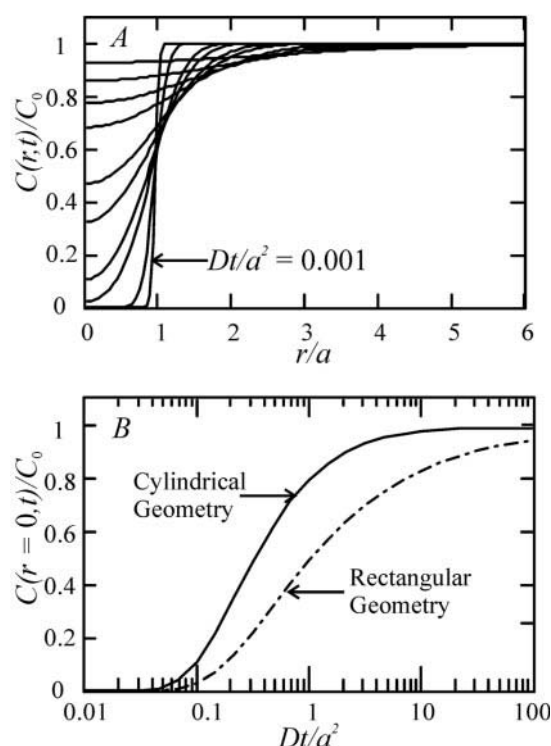 A
C(r,t)/C₀
1
0.8
0.6
0.4
0.2
0
Dt/a² = 0.001
0 1 2 3 4 5 6
r/a
B
C(r = 0,t)/C₀
1
0.8
0.6
0.4
0.2
0
Cylindrical
Geometry
Rectangular
Geometry
0.01 0.1 1 10 100
Dt/a²